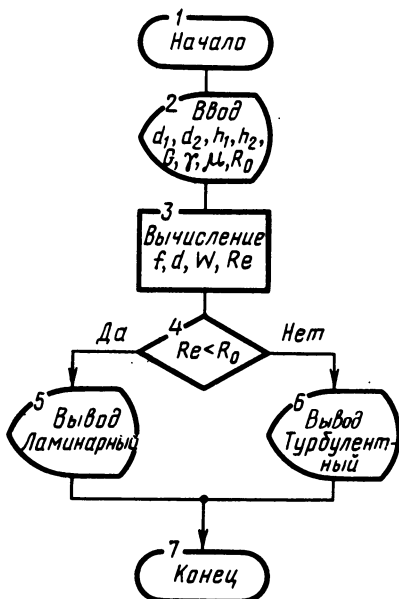 1
Начало
2
Ввод
d₁, d₂, h₁, h₂,
G, γ, μ, R₀
3
Вычисление
f, d, W, Re
Да
4
Нет
Re<R₀
5
Вывод
Ламинарный
6
Вывод
Турбулент-
ный
7
Конец